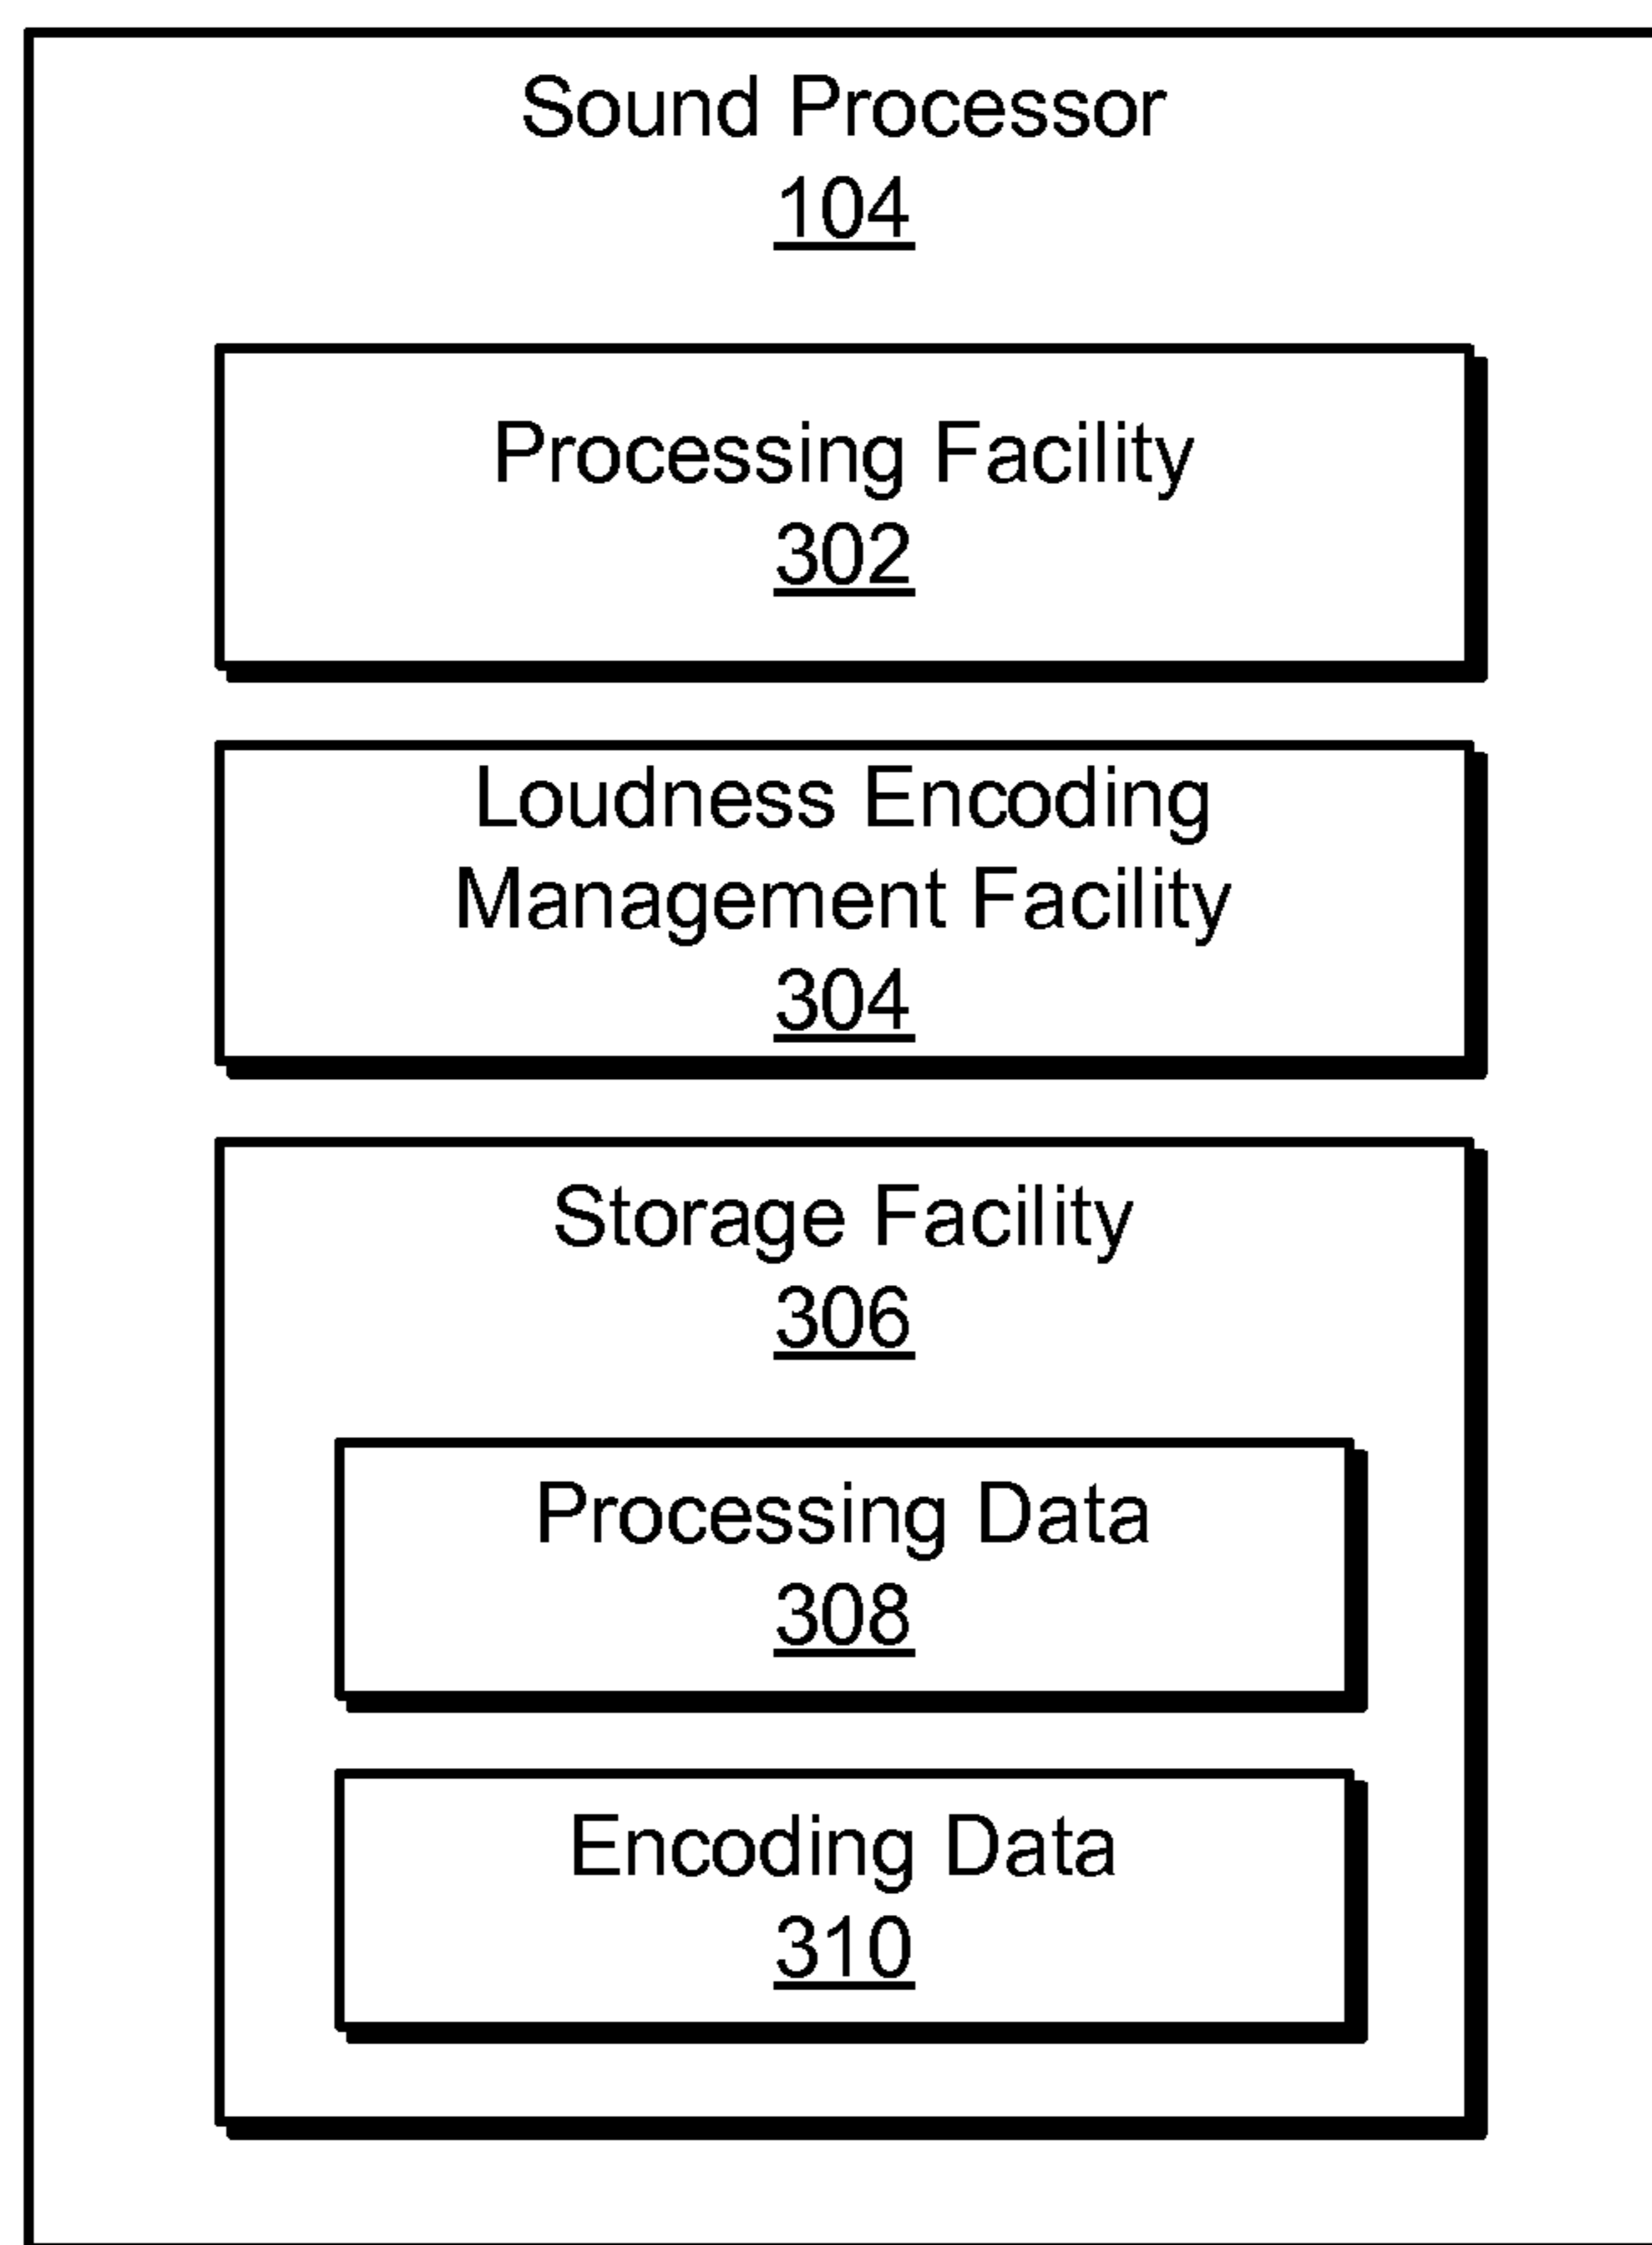 Sound Processor
104
Processing Facility
302
Loudness Encoding
Management Facility
304
Storage Facility
306
Processing Data
308
Encoding Data
310